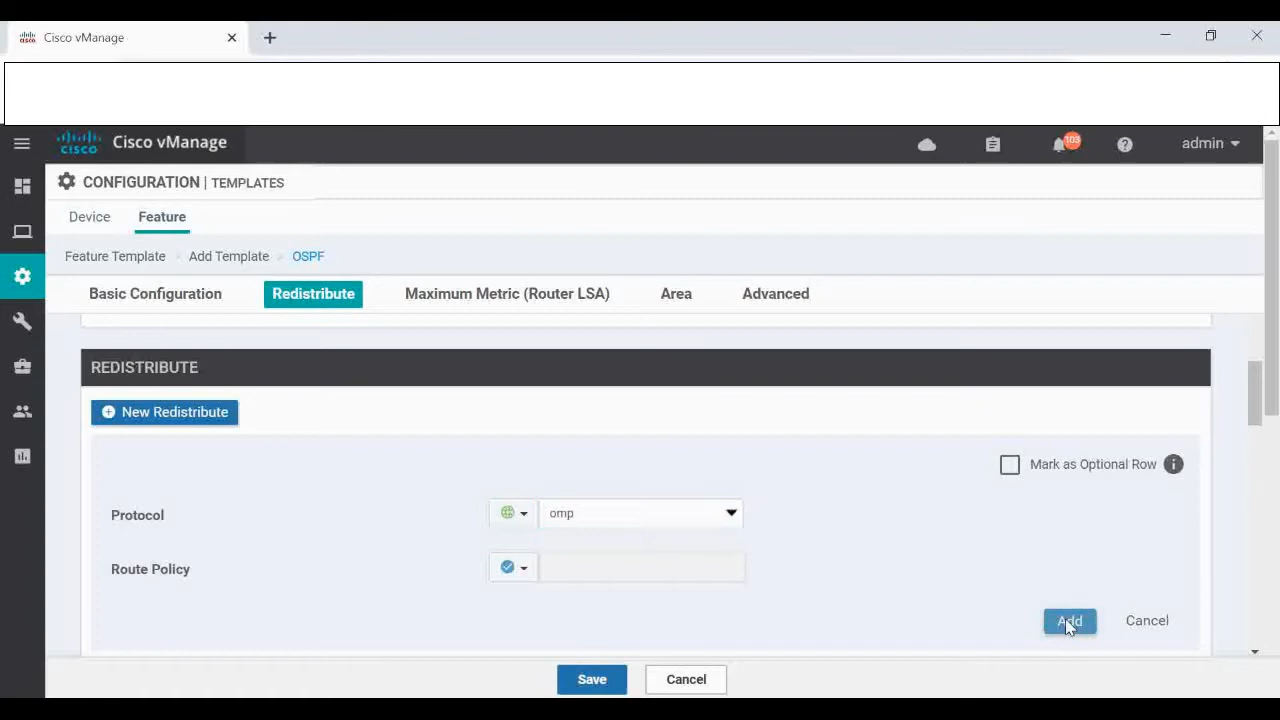 Cisco vManage
cisco Cisco vManage 103 admin
CONFIGURATION | TEMPLATES
Device Feature
Feature Template Add Template OSPF
Basic Configuration Redistribute Maximum Metric (Router LSA) Area Advanced
REDISTRIBUTE
New Redistribute
Mark as Optional Row
Protocol omp
Route Policy
Add Cancel
Save Cancel